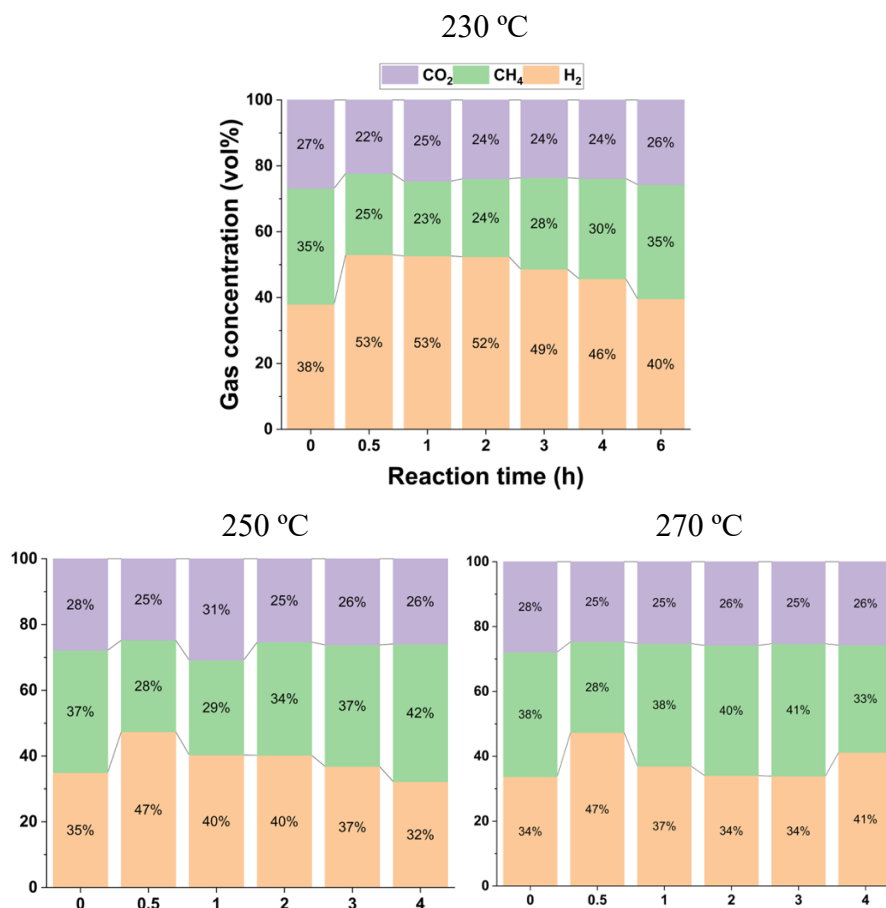 230 ºC
CO₂ CH₄ H₂
Gas concentration (vol%)
100
80
60
40
20
0
27% 22% 25% 24% 24% 24% 26%
35% 25% 23% 24% 28% 30% 35%
38% 53% 53% 52% 49% 46% 40%
0 0.5 1 2 3 4 6
Reaction time (h)
250 ºC
100
80
60
40
20
0
28% 25% 31% 25% 26% 26%
37% 28% 29% 34% 37% 42%
35% 47% 40% 40% 37% 32%
0 0.5 1 2 3 4
270 ºC
100
80
60
40
20
0
28% 25% 25% 26% 25% 26%
38% 28% 38% 40% 41% 33%
34% 47% 37% 34% 34% 41%
0 0.5 1 2 3 4